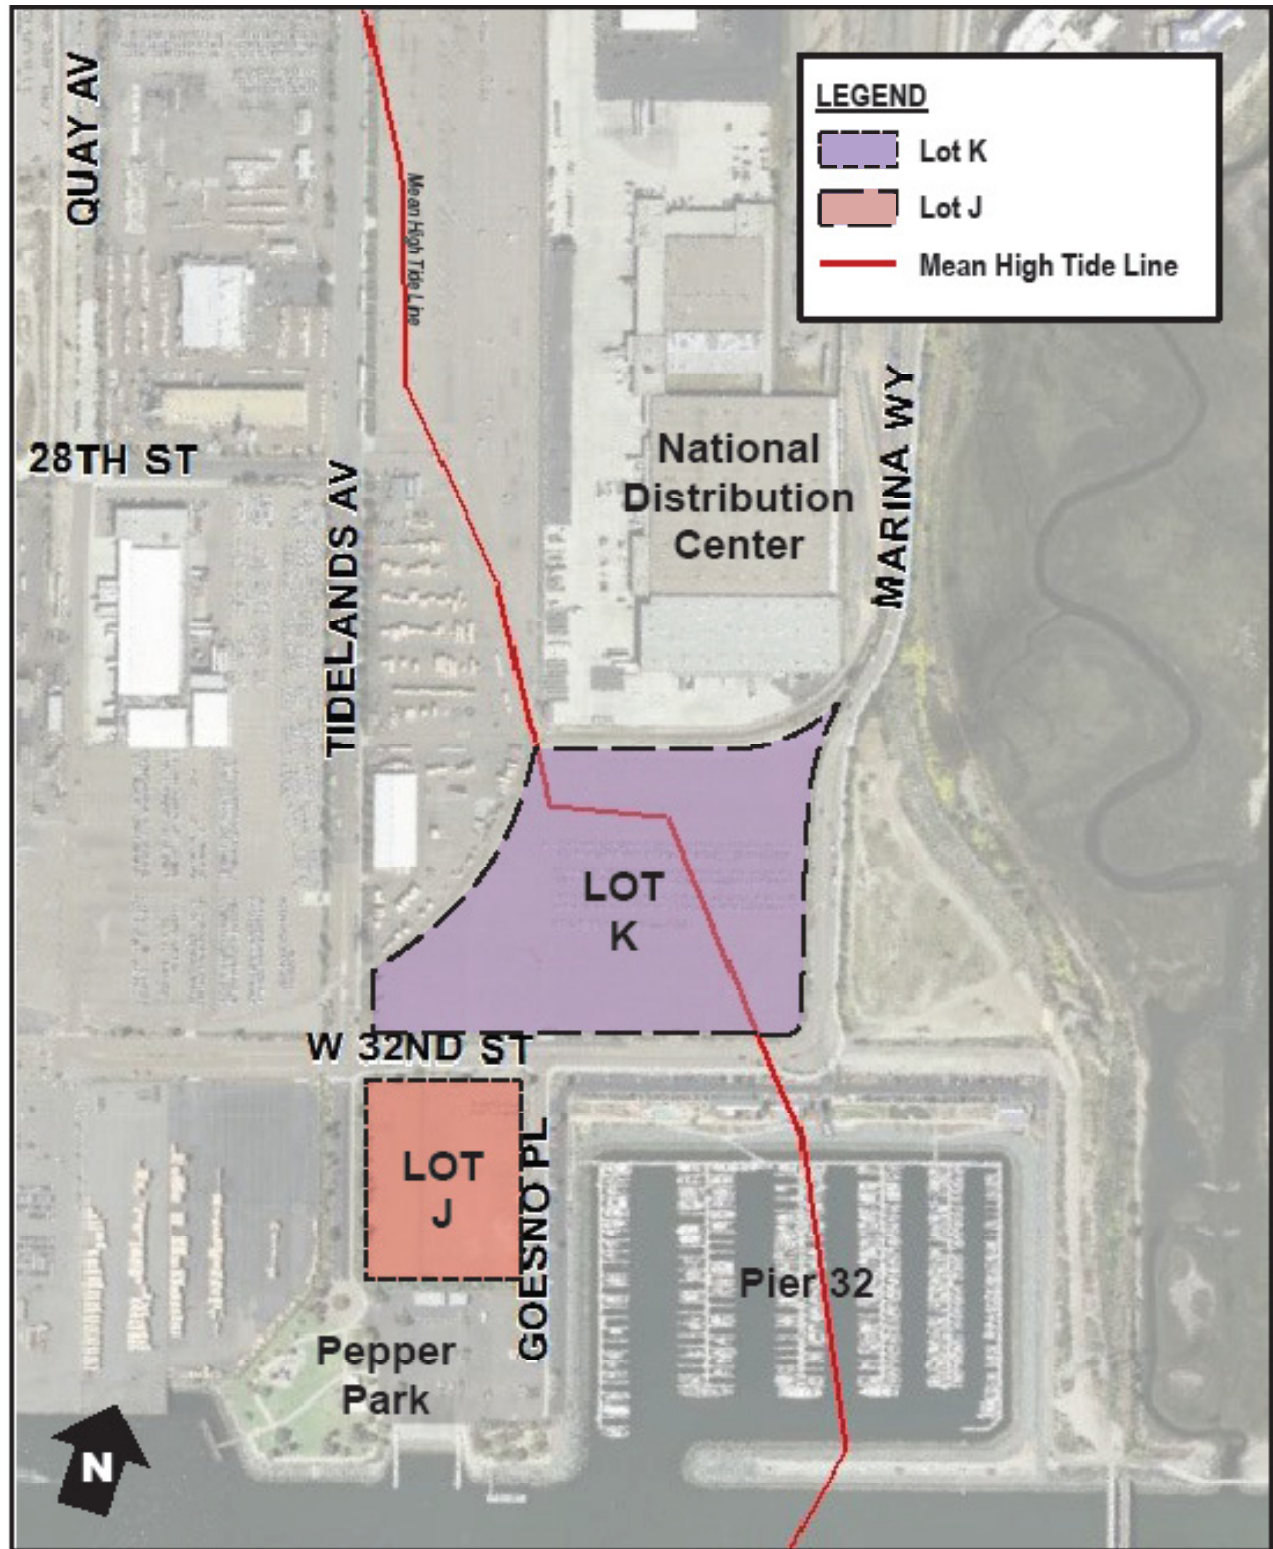 QUAY AV
LEGEND
Lot K
Lot J
Mean High Tide Line
Mean High Tide Line
28TH ST
TIDELANDS AV
National
Distribution
Center
MARINA WY
LOT
K
W 32ND ST
LOT
J
GOESNO PL
Pier 32
Pepper
Park
N